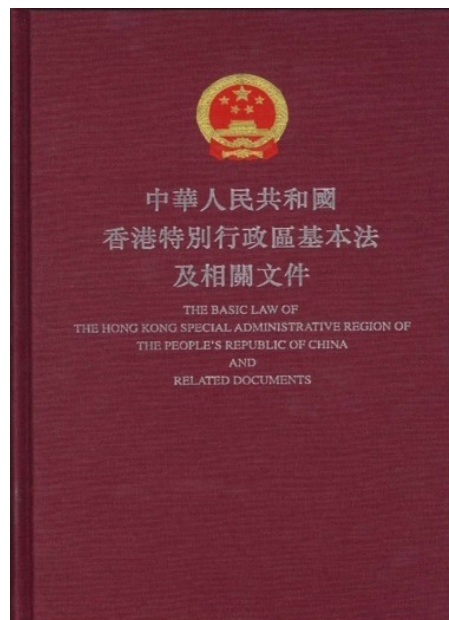 中華人民共和國
香港特別行政區基本法
及相關文件
THE BASIC LAW OF
THE HONG KONG SPECIAL ADMINISTRATIVE REGION OF
THE PEOPLE'S REPUBLIC OF CHINA
AND
RELATED DOCUMENTS